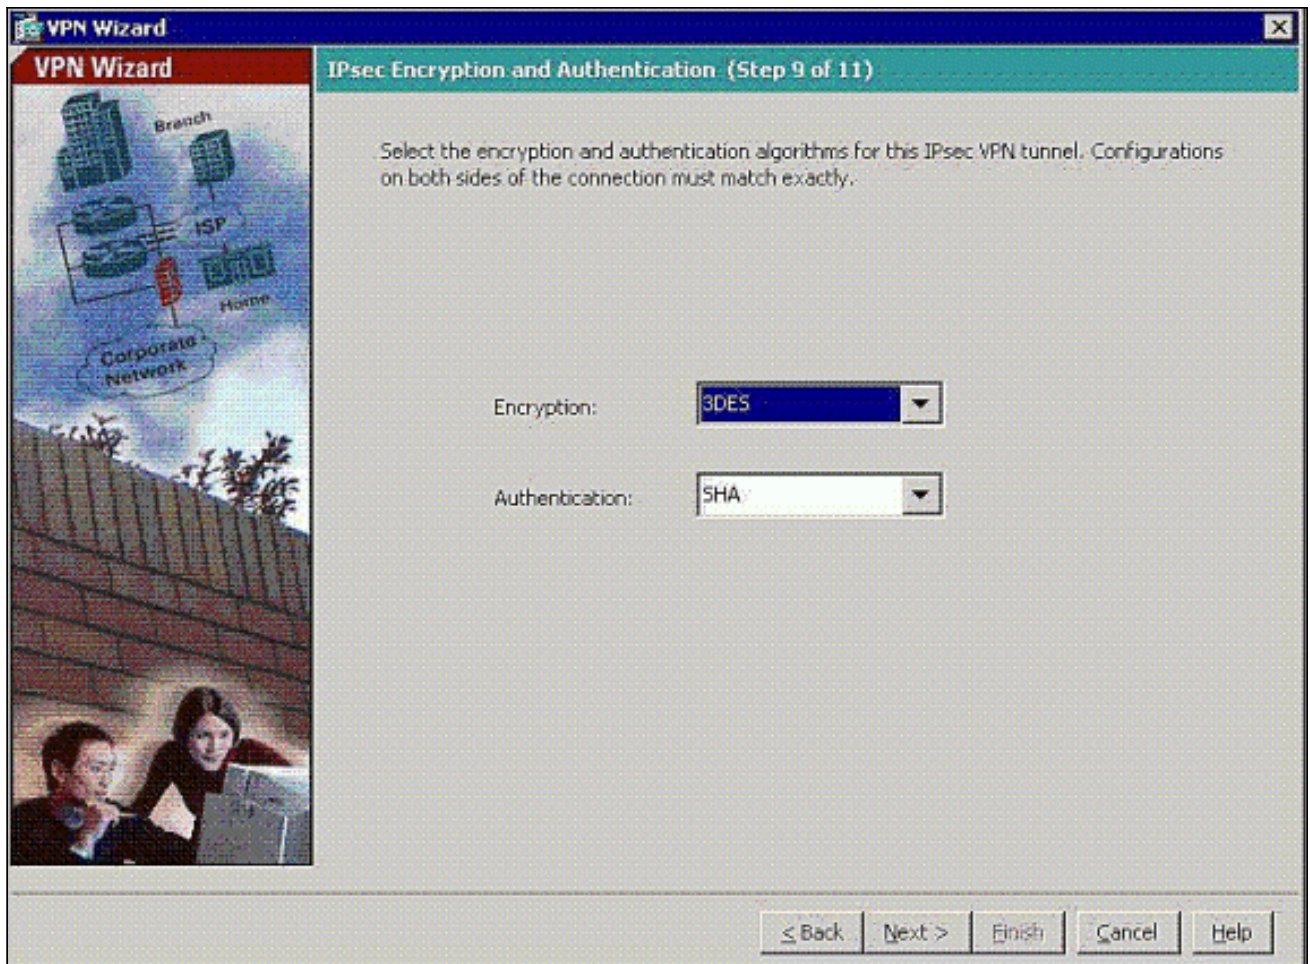 VPN Wizard
VPN Wizard
IPsec Encryption and Authentication (Step 9 of 11)
Branch
ISP
Home
Corporate
Network
Select the encryption and authentication algorithms for this IPsec VPN tunnel. Configurations
on both sides of the connection must match exactly.
Encryption:
3DES
Authentication:
SHA
< Back
Next >
Finish
Cancel
Help